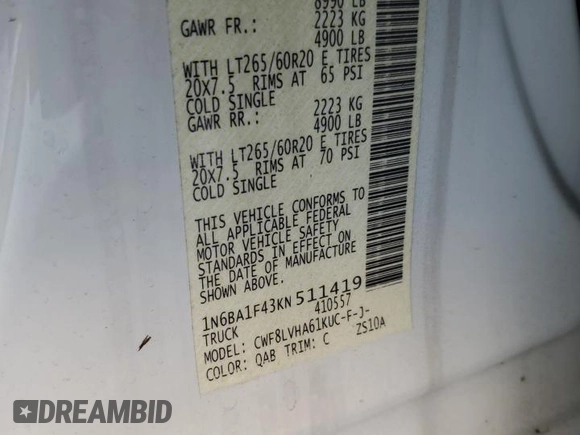 8990 LB
GAWR FR.: 2223 KG
4900 LB
WITH LT265/60R20 E TIRES
20X7.5 RIMS AT 65 PSI
COLD SINGLE
GAWR RR.: 2223 KG
4900 LB
WITH LT265/60R20 E TIRES
20X7.5 RIMS AT 70 PSI
COLD SINGLE
THIS VEHICLE CONFORMS TO
ALL APPLICABLE FEDERAL
MOTOR VEHICLE SAFETY
STANDARDS IN EFFECT ON
THE DATE OF MANUFACTURE
SHOWN ABOVE.
1N6BA1F43KN511419
TRUCK 410557
MODEL: CWF8LVHA61KUC-F-J-
COLOR: QAB TRIM: C ZS10A
DREAMBID